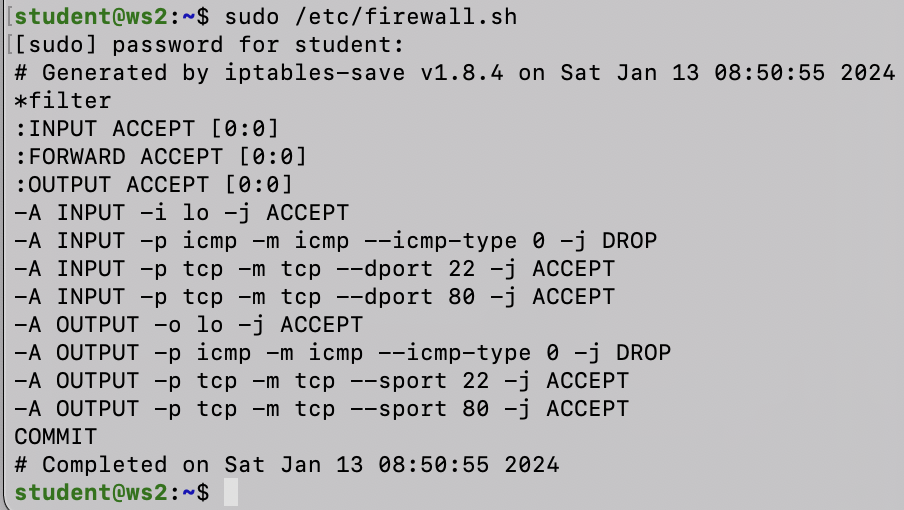 [student@ws2:~$ sudo /etc/firewall.sh
[[sudo] password for student:
# Generated by iptables-save v1.8.4 on Sat Jan 13 08:50:55 2024
*filter
:INPUT ACCEPT [0:0]
:FORWARD ACCEPT [0:0]
:OUTPUT ACCEPT [0:0]
-A INPUT -i lo -j ACCEPT
-A INPUT -p icmp -m icmp --icmp-type 0 -j DROP
-A INPUT -p tcp -m tcp --dport 22 -j ACCEPT
-A INPUT -p tcp -m tcp --dport 80 -j ACCEPT
-A OUTPUT -o lo -j ACCEPT
-A OUTPUT -p icmp -m icmp --icmp-type 0 -j DROP
-A OUTPUT -p tcp -m tcp --sport 22 -j ACCEPT
-A OUTPUT -p tcp -m tcp --sport 80 -j ACCEPT
COMMIT
# Completed on Sat Jan 13 08:50:55 2024
student@ws2:~$